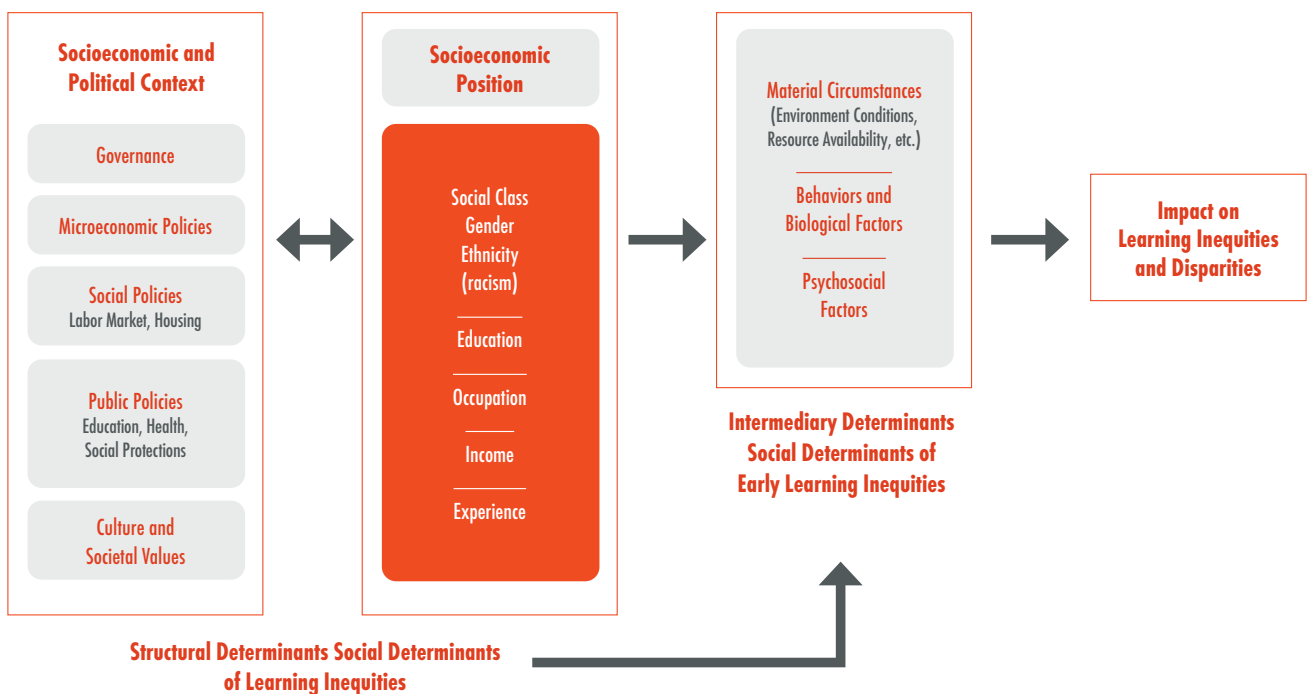 Socioeconomic and
Political Context
Governance
Microeconomic Policies
Social Policies
Labor Market, Housing
Public Policies
Education, Health,
Social Protections
Culture and
Societal Values
Socioeconomic
Position
Social Class
Gender
Ethnicity
(racism)
Education
Occupation
Income
Experience
Material Circumstances
(Environment Conditions,
Resource Availability, etc.)
Behaviors and
Biological Factors
Psychosocial
Factors
Intermediary Determinants
Social Determinants of
Early Learning Inequities
Impact on
Learning Inequities
and Disparities
Structural Determinants Social Determinants
of Learning Inequities